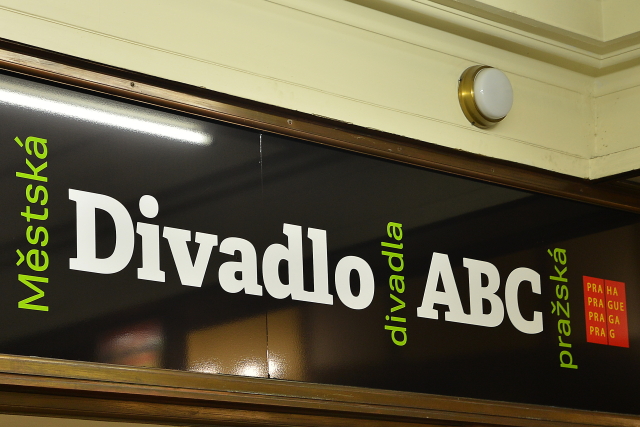 Městská
Divadlo
divadla
ABC
pražská
PRA HA
PRA GUE
PRA GA
PRA G